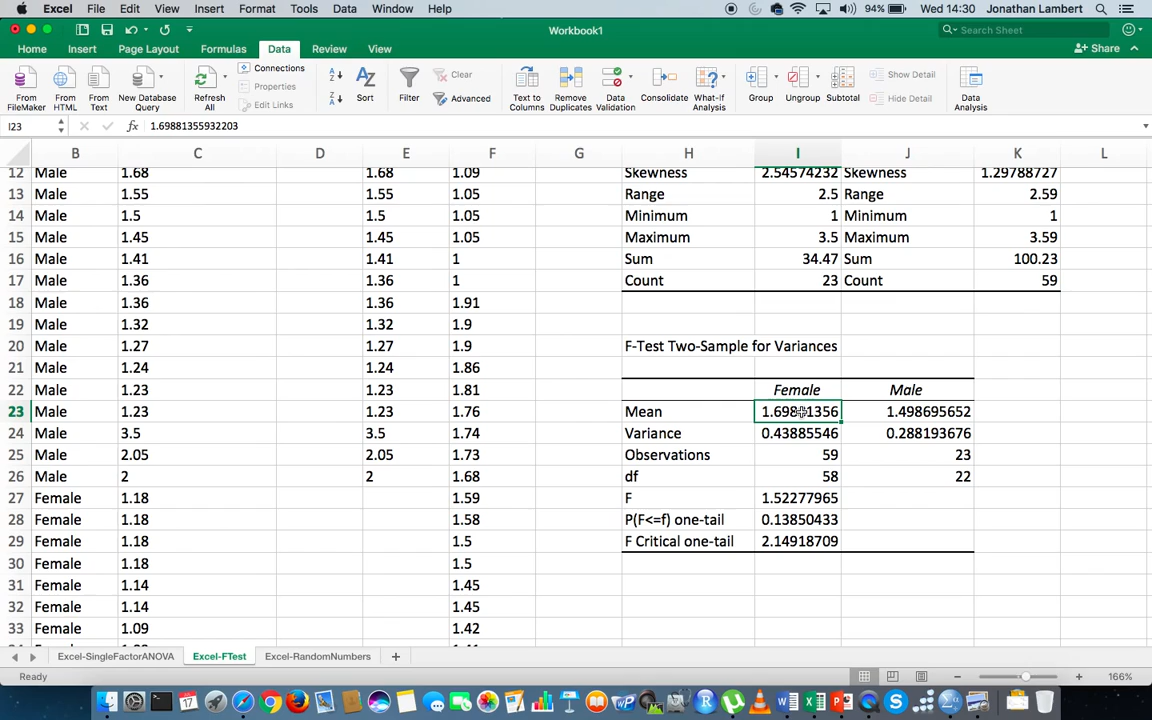 Excel File Edit View Insert Format Tools Data Window Help 94% Wed 14:30 Jonathan Lambert
Workbook1 Search Sheet
Home Insert Page Layout Formulas Data Review View Share
From FileMaker From HTML From Text New Database Query Refresh All Connections Properties Edit Links Sort Filter Clear Advanced Text to Columns Remove Duplicates Data Validation Consolidate What-If Analysis Group Ungroup Subtotal Show Detail Hide Detail Data Analysis
I23 fx 1.69881355932203
B C D E F G H I J K L
12 Male 1.68 1.68 1.09 Skewness 2.54574232 Skewness 1.29788727
13 Male 1.55 1.55 1.05 Range 2.5 Range 2.59
14 Male 1.5 1.5 1.05 Minimum 1 Minimum 1
15 Male 1.45 1.45 1.05 Maximum 3.5 Maximum 3.59
16 Male 1.41 1.41 1 Sum 34.47 Sum 100.23
17 Male 1.36 1.36 1 Count 23 Count 59
18 Male 1.36 1.36 1.91
19 Male 1.32 1.32 1.9
20 Male 1.27 1.27 1.9 F-Test Two-Sample for Variances
21 Male 1.24 1.24 1.86
22 Male 1.23 1.23 1.81 Female Male
23 Male 1.23 1.23 1.76 Mean 1.69881356 1.498695652
24 Male 3.5 3.5 1.74 Variance 0.43885546 0.288193676
25 Male 2.05 2.05 1.73 Observations 59 23
26 Male 2 2 1.68 df 58 22
27 Female 1.18 1.59 F 1.52277965
28 Female 1.18 1.58 P(F<=f) one-tail 0.13850433
29 Female 1.18 1.5 F Critical one-tail 2.14918709
30 Female 1.18 1.5
31 Female 1.14 1.45
32 Female 1.14 1.45
33 Female 1.09 1.42
Excel-SingleFactorANOVA Excel-FTest Excel-RandomNumbers
Ready 166%